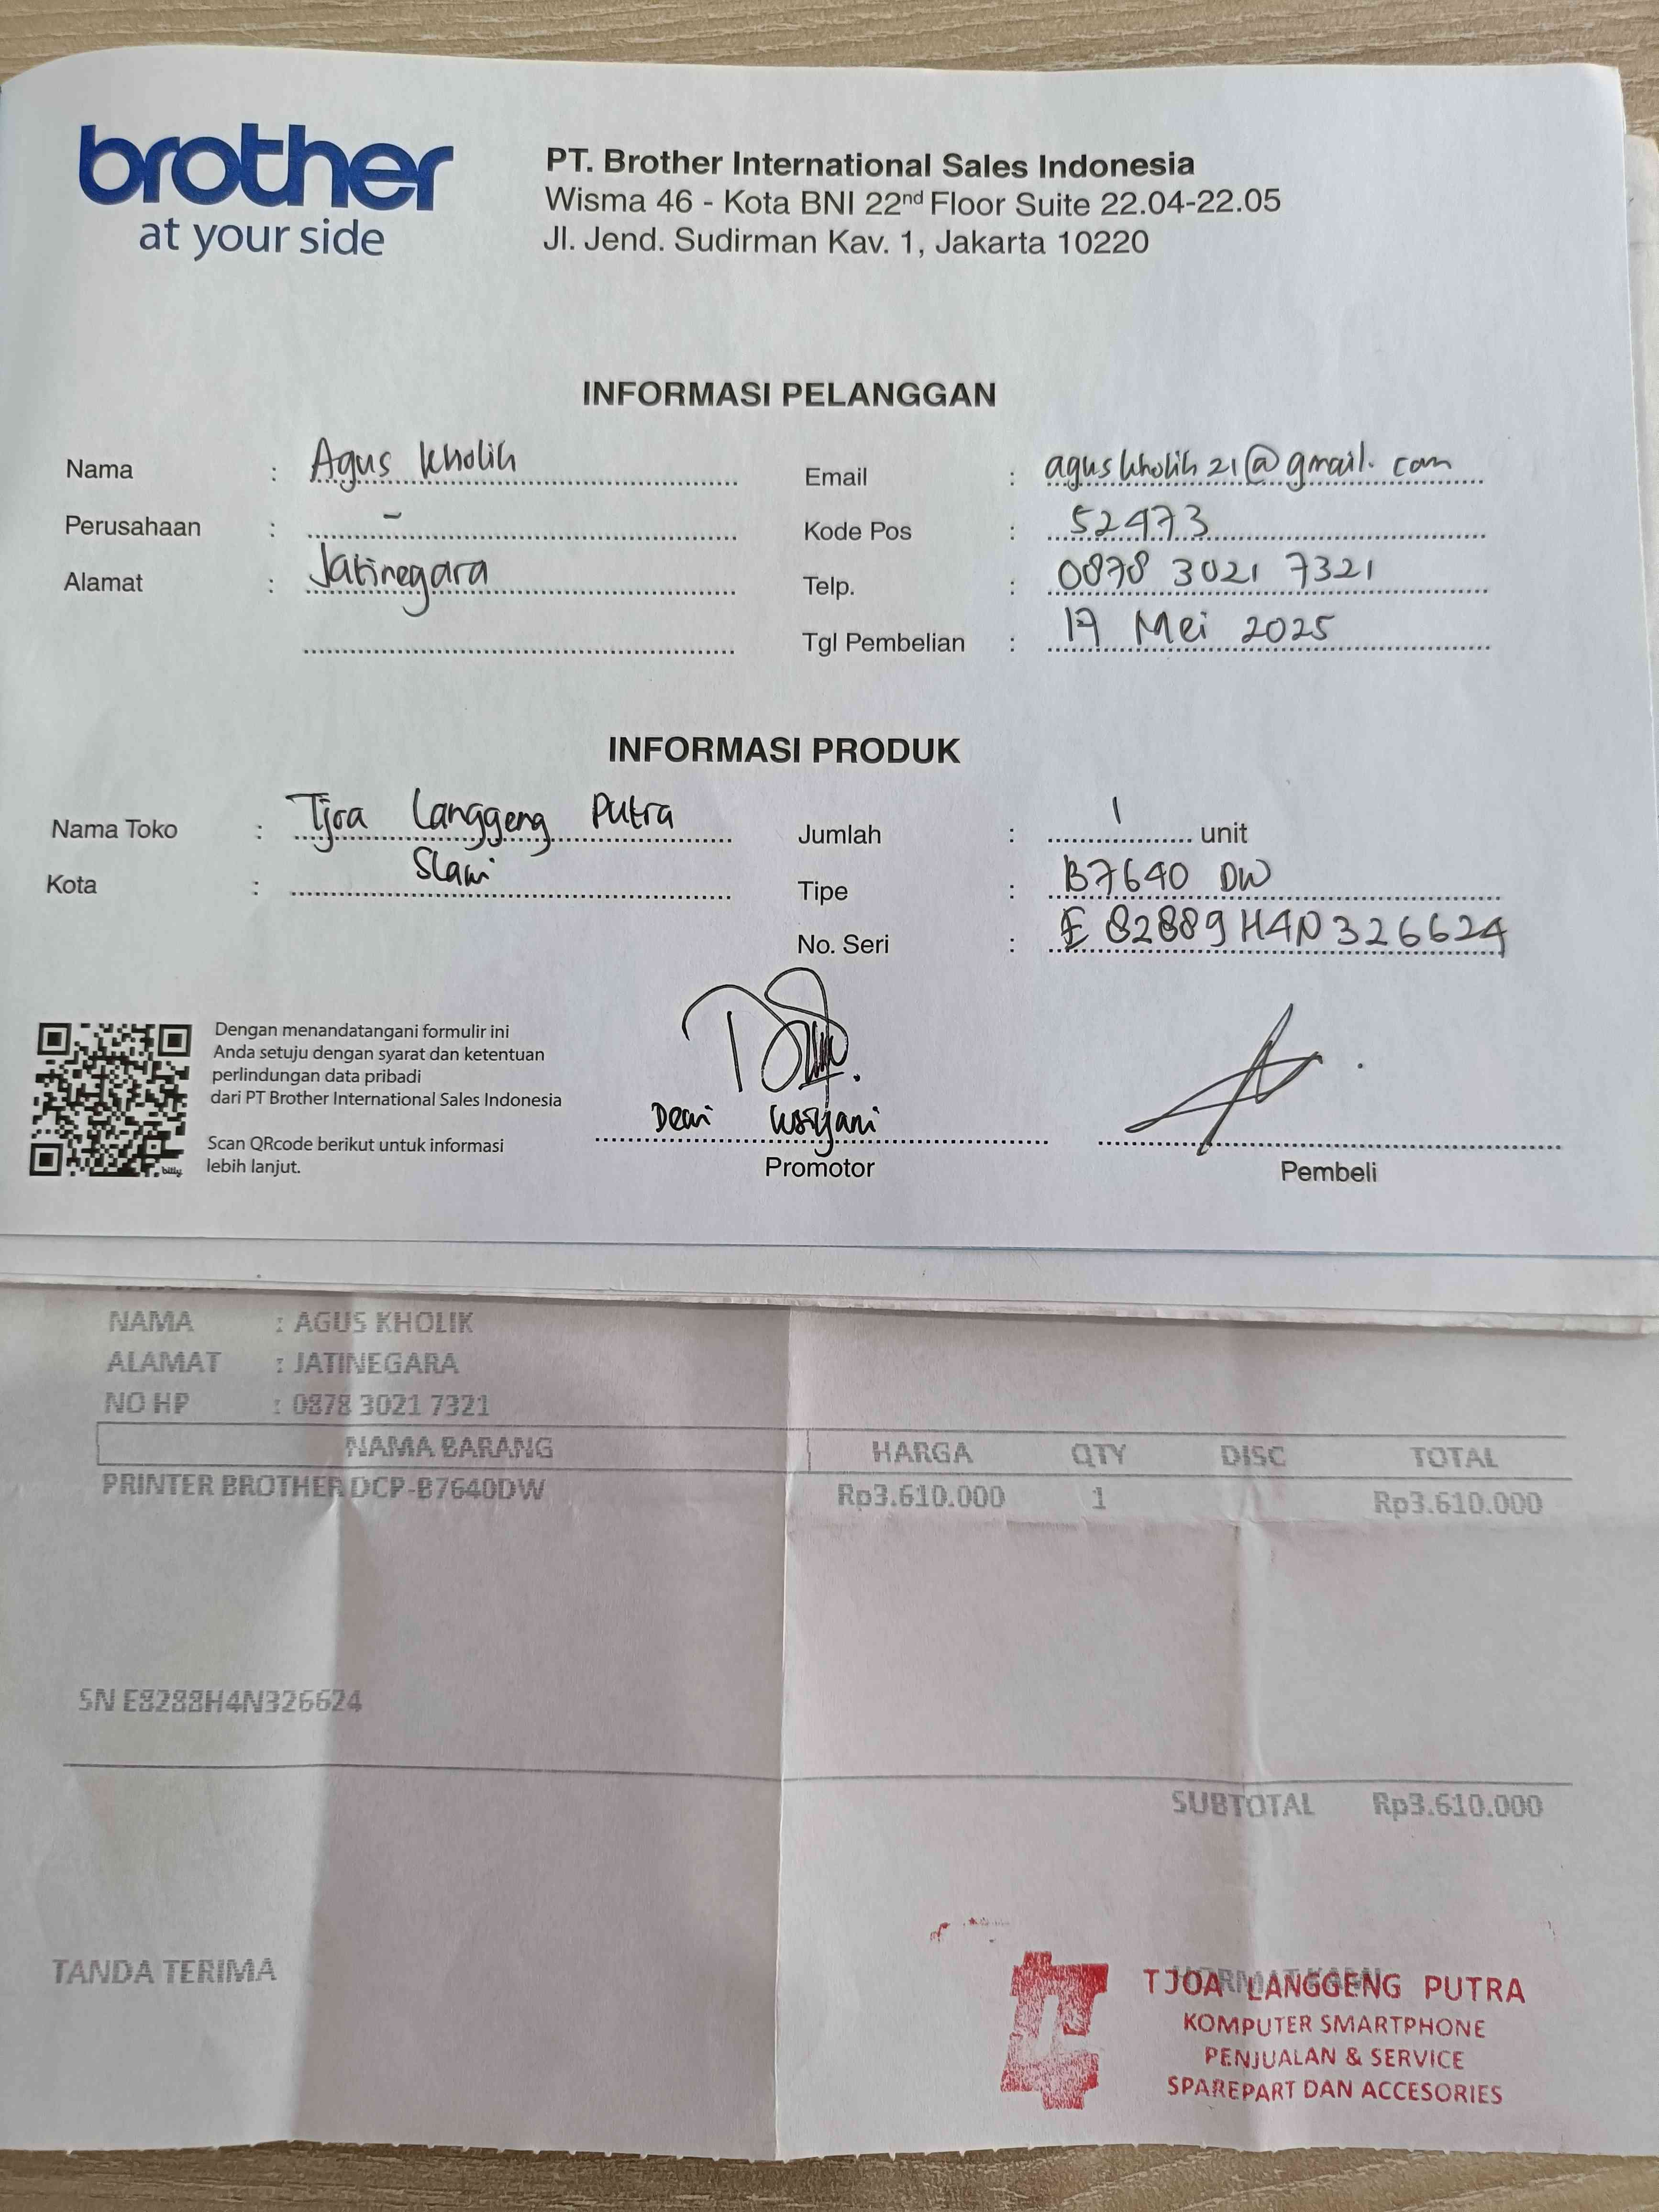 brother
at your side
PT. Brother International Sales Indonesia
Wisma 46 - Kota BNI 22nd Floor Suite 22.04-22.05
Jl. Jend. Sudirman Kav. 1, Jakarta 10220
INFORMASI PELANGGAN
Nama : Agus Kholik
Perusahaan : -
Alamat : Jatinegara
Email : aguskholik21@gmail.com
Kode Pos : 52473
Telp. : 0878 3021 7321
Tgl Pembelian : 17 Mei 2025
INFORMASI PRODUK
Nama Toko : Tjoa Langgeng Putra
Kota : Slawi
Jumlah : 1 unit
Tipe : B7640 DW
No. Seri : E82889H4N326624
Dengan menandatangani formulir ini
Anda setuju dengan syarat dan ketentuan
perlindungan data pribadi
dari PT Brother International Sales Indonesia
Scan QRcode berikut untuk informasi
lebih lanjut.
bitly
Dewi
Promotor
Pembeli
NAMA : AGUS KHOLIK
ALAMAT : JATINEGARA
NO HP : 0878 3021 7321
NAMA BARANG HARGA QTY DISC TOTAL
PRINTER BROTHER DCP-B7640DW Rp3.610.000 1 Rp3.610.000
SN E8288H4N326624
SUBTOTAL Rp3.610.000
TANDA TERIMA
TJOA LANGGENG PUTRA
KOMPUTER SMARTPHONE
PENJUALAN & SERVICE
SPAREPART DAN ACCESORIES